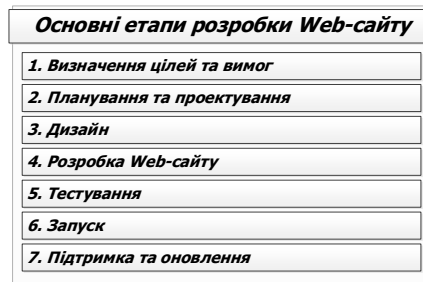 Основні етапи розробки Web-сайту
1. Визначення цілей та вимог
2. Планування та проектування
3. Дизайн
4. Розробка Web-сайту
5. Тестування
6. Запуск
7. Підтримка та оновлення